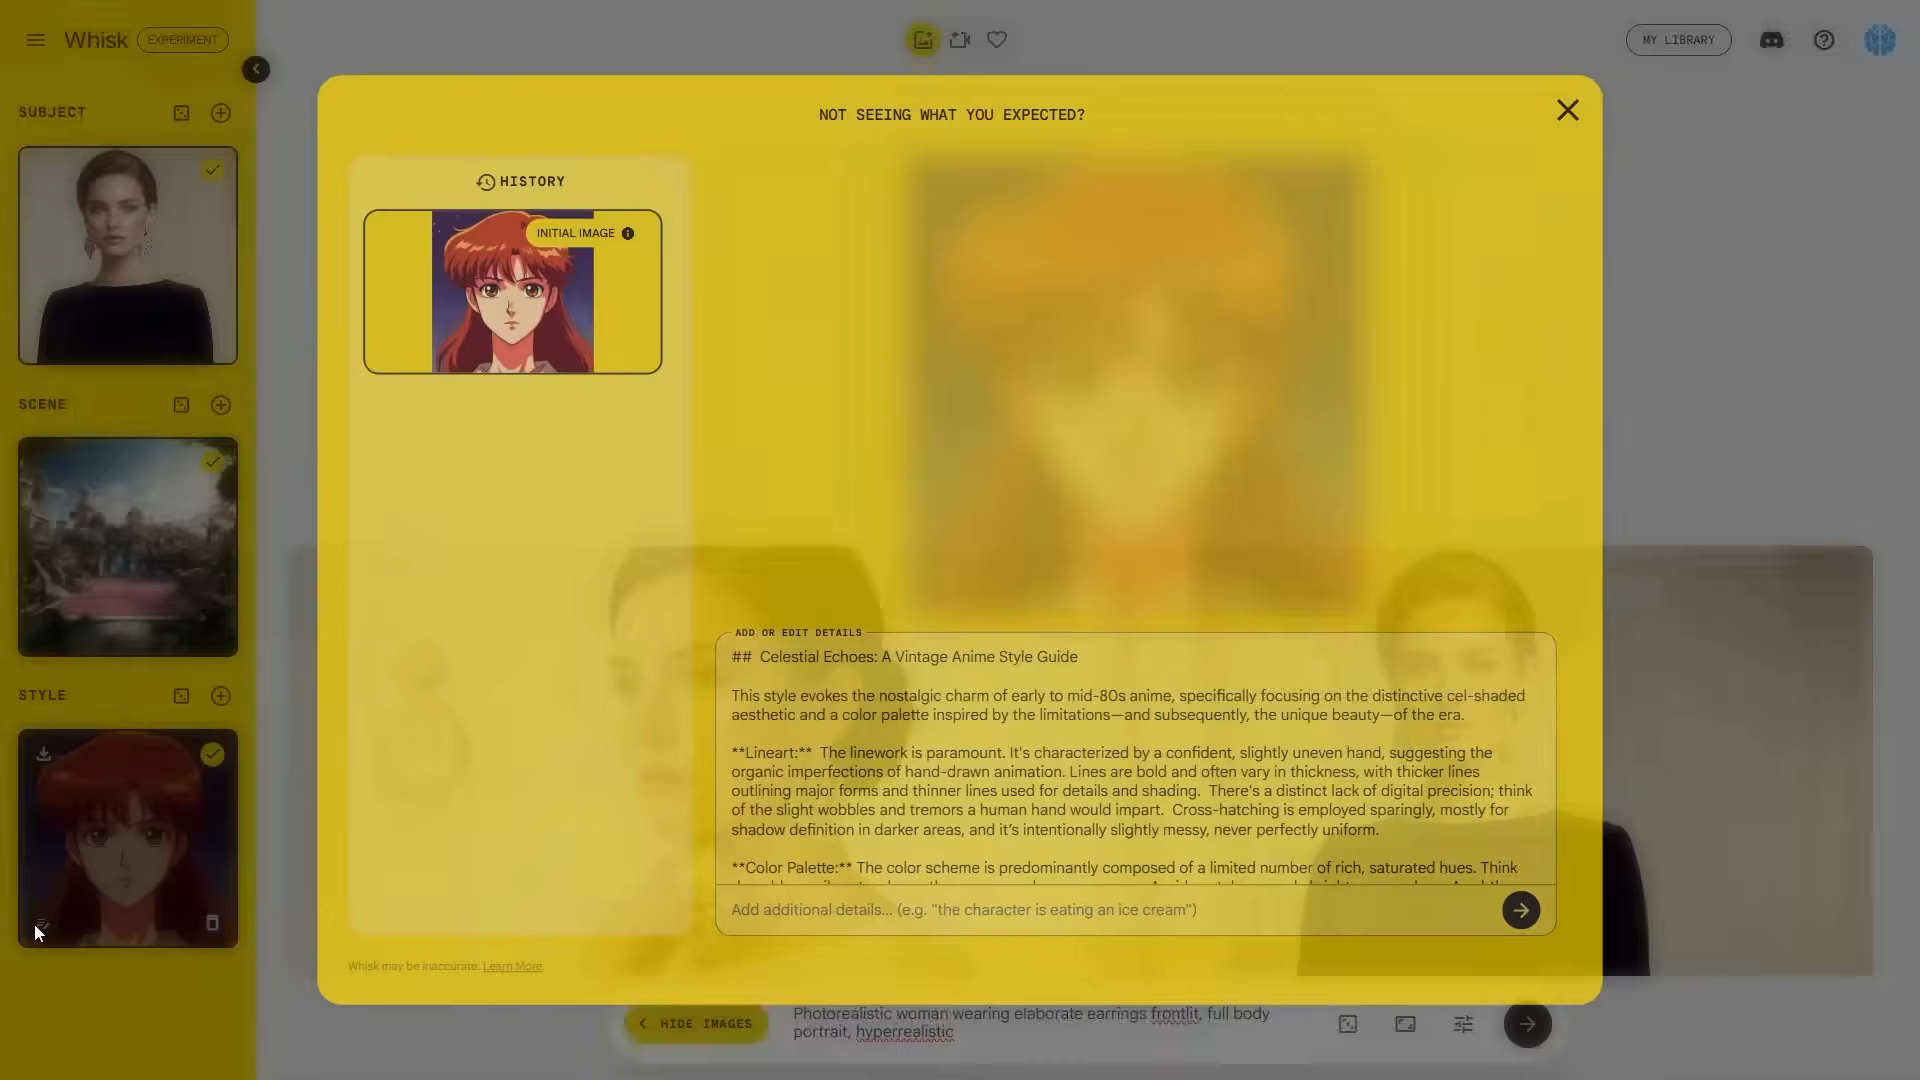 Whisk EXPERIMENT
MY LIBRARY
SUBJECT
SCENE
STYLE
NOT SEEING WHAT YOU EXPECTED?
HISTORY
INITIAL IMAGE
ADD OR EDIT DETAILS
## Celestial Echoes: A Vintage Anime Style Guide
This style evokes the nostalgic charm of early to mid-80s anime, specifically focusing on the distinctive cel-shaded
aesthetic and a color palette inspired by the limitations—and subsequently, the unique beauty—of the era.
**Lineart:** The linework is paramount. It's characterized by a confident, slightly uneven hand, suggesting the
organic imperfections of hand-drawn animation. Lines are bold and often vary in thickness, with thicker lines
outlining major forms and thinner lines used for details and shading. There's a distinct lack of digital precision; think
of the slight wobbles and tremors a human hand would impart. Cross-hatching is employed sparingly, mostly for
shadow definition in darker areas, and it's intentionally slightly messy, never perfectly uniform.
**Color Palette:** The color scheme is predominantly composed of a limited number of rich, saturated hues. Think
Add additional details... (e.g. "the character is eating an ice cream")
Whisk may be inaccurate. Learn More.
HIDE IMAGES
Photorealistic woman wearing elaborate earrings frontlit, full body
portrait, hyperrealistic